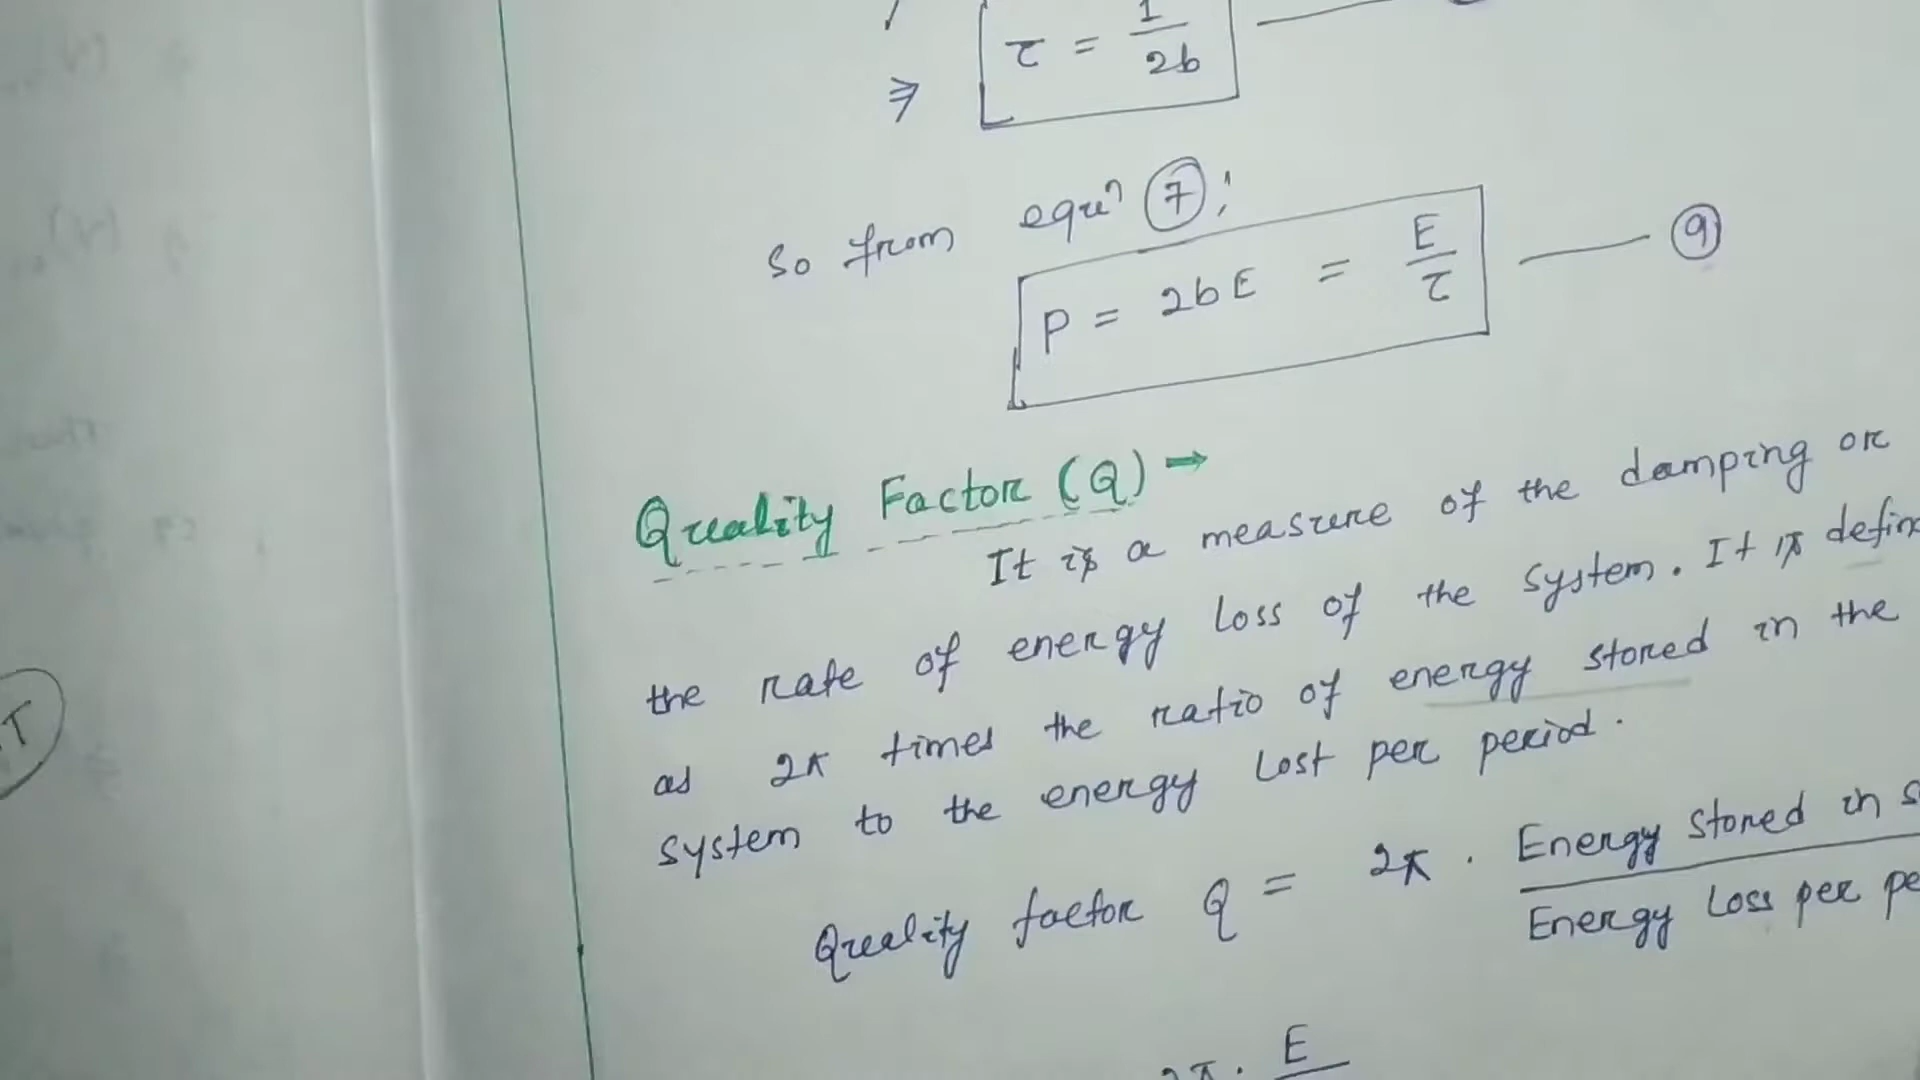 ⇒ τ = 1/2b
So from equⁿ ⑦;
P = 2bE = E/τ —— ⑨
Quality Factor (Q) →
It is a measure of the damping or
the rate of energy loss of the system. It is define
as 2π times the ratio of energy stored in the
system to the energy lost per period.
Quality factor Q = 2π . Energy stored in s
Energy Loss per pe
2π . E